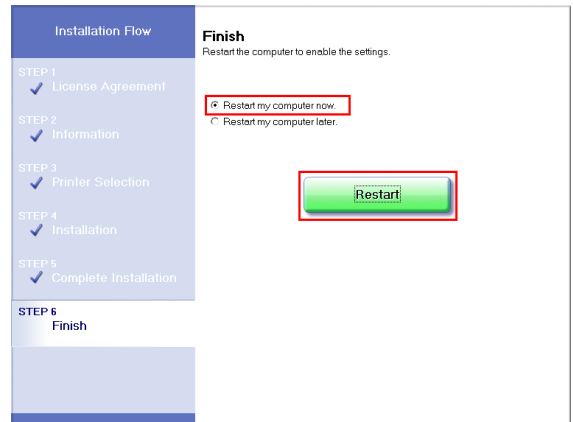 Installation Flow
STEP 1
License Agreement
STEP 2
Information
STEP 3
Printer Selection
STEP 4
Installation
STEP 5
Complete Installation
STEP 6
Finish
Finish
Restart the computer to enable the settings.
Restart my computer now.
Restart my computer later.
Restart